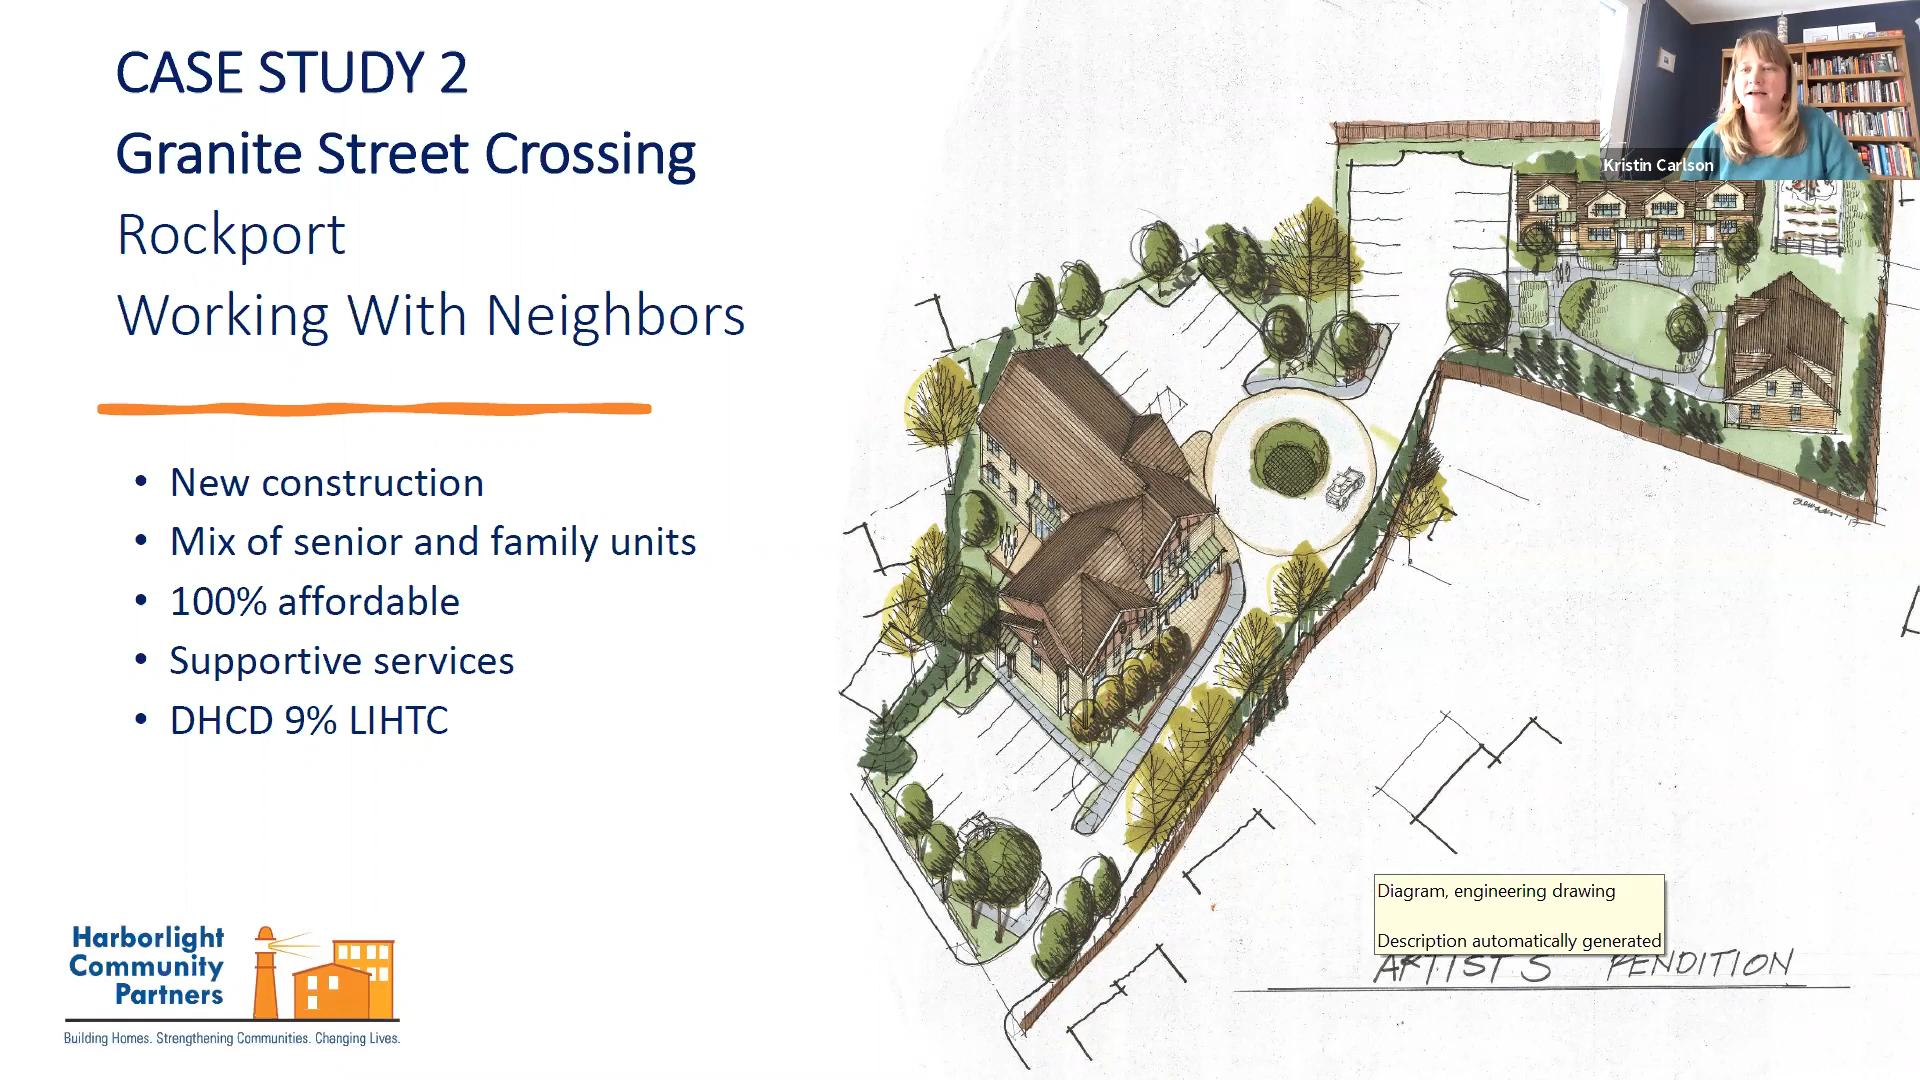 CASE STUDY 2
Granite Street Crossing
Rockport
Working With Neighbors
• New construction
• Mix of senior and family units
• 100% affordable
• Supportive services
• DHCD 9% LIHTC
Harborlight
Community
Partners
Building Homes. Strengthening Communities. Changing Lives.
Kristin Carlson
Diagram, engineering drawing
Description automatically generated
ARTIST'S RENDITION